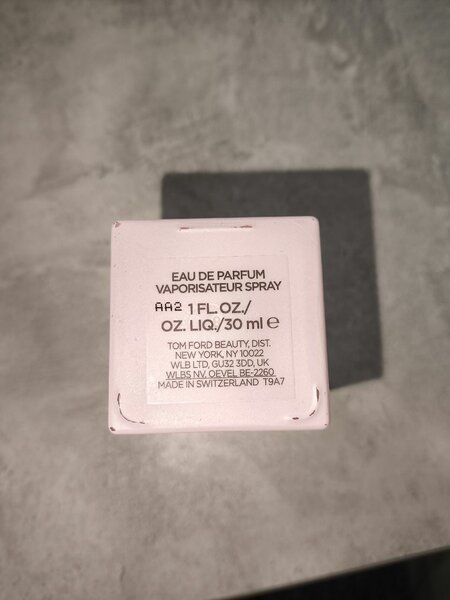 EAU DE PARFUM
VAPORISATEUR SPRAY
AA2 1 FL. OZ./
OZ. LIQ./30 ml ℮
TOM FORD BEAUTY, DIST.
NEW YORK, NY 10022
WLB LTD, GU32 3DD, UK
WLBS NV. OEVEL BE-2260
MADE IN SWITZERLAND T9A7